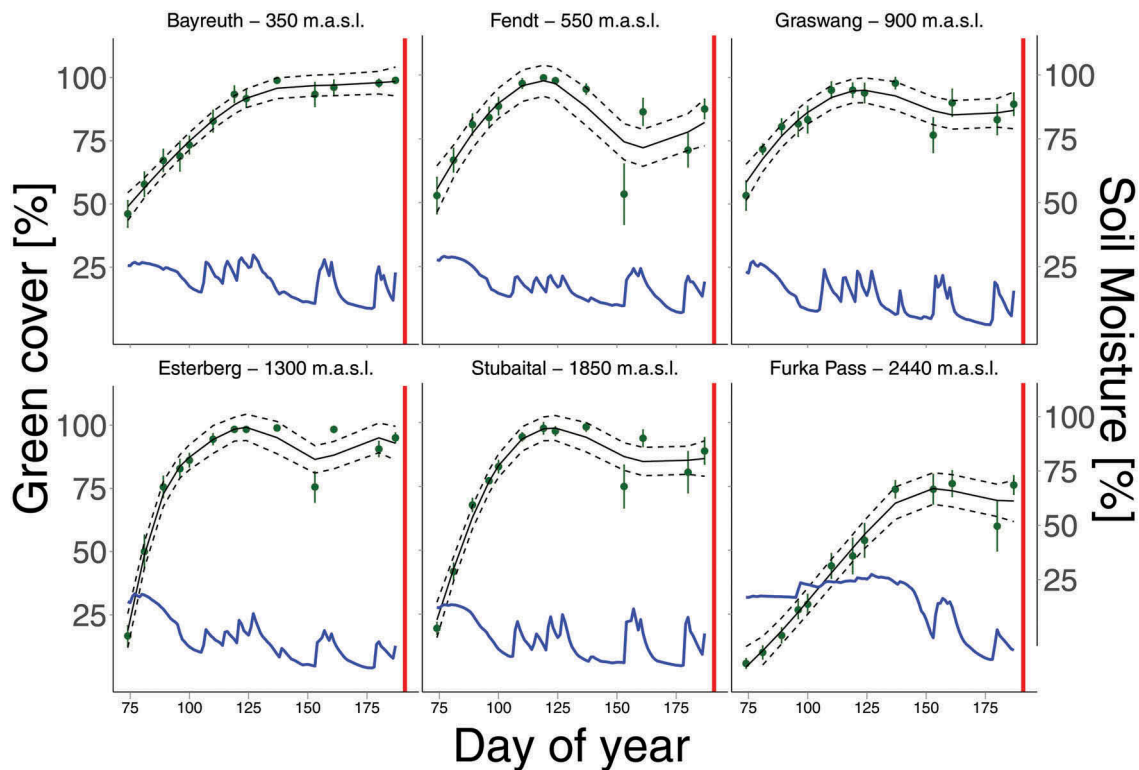 Bayreuth – 350 m.a.s.l. Fendt – 550 m.a.s.l. Graswang – 900 m.a.s.l.
100 100
75 75
50 50
25 25
Green cover [%]
Soil Moisture [%]
Esterberg – 1300 m.a.s.l. Stubaital – 1850 m.a.s.l. Furka Pass – 2440 m.a.s.l.
100 100
75 75
50 50
25 25
75 100 125 150 175 75 100 125 150 175 75 100 125 150 175
Day of year